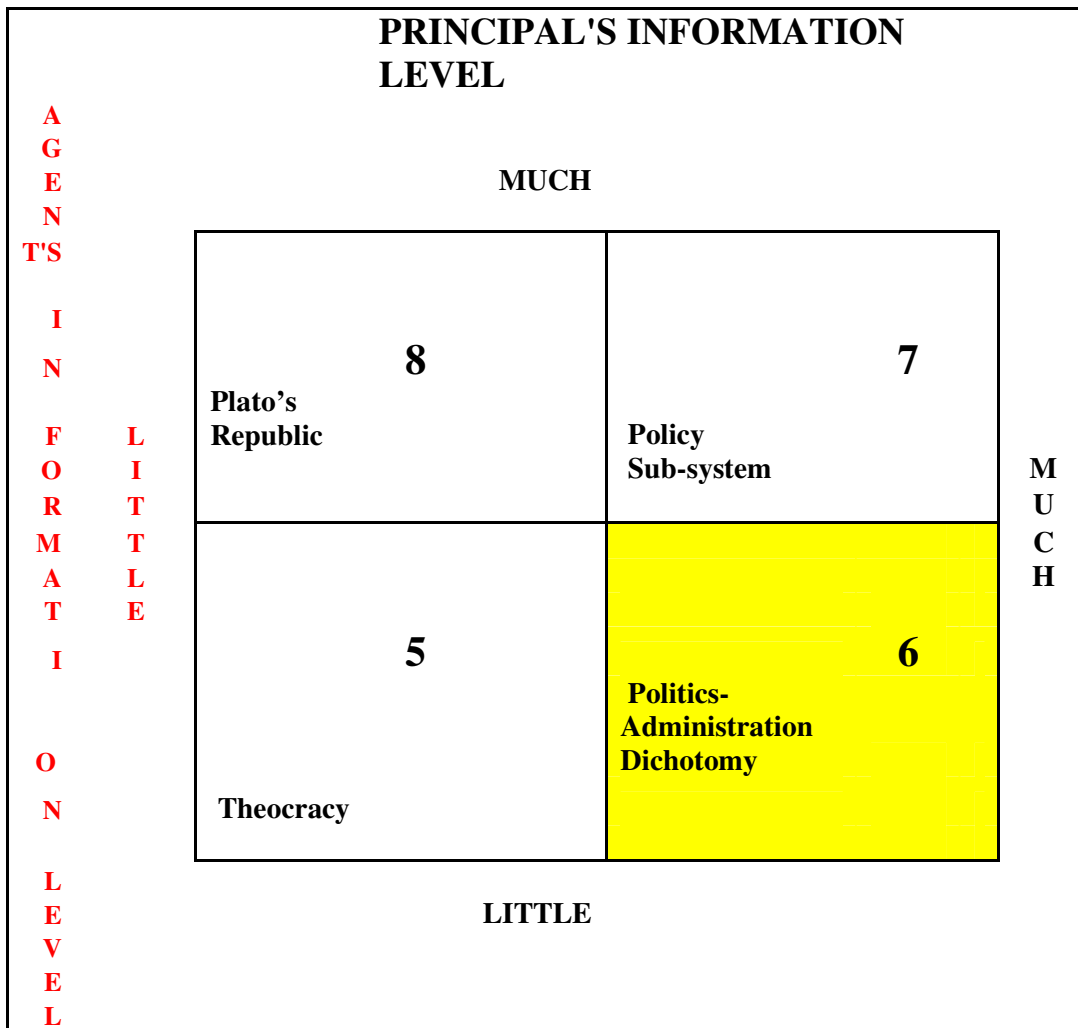 PRINCIPAL'S INFORMATION
LEVEL
AGENT'S INFORMATION LEVEL
MUCH
LITTLE
8
Plato’s
Republic
7
Policy
Sub-system
MUCH
5
Theocracy
6
Politics-
Administration
Dichotomy
LITTLE